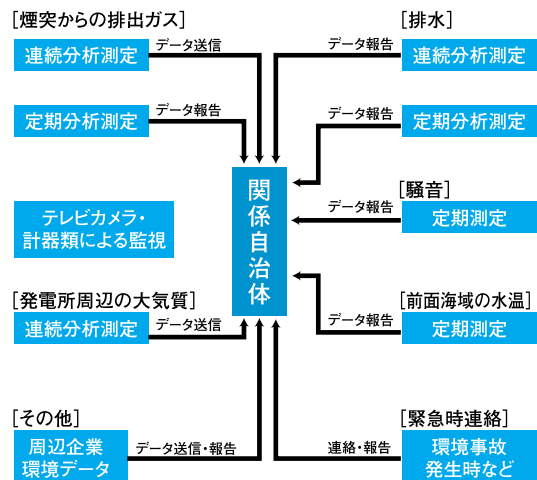 [煙突からの排出ガス]
連続分析測定
データ送信
定期分析測定
データ報告
テレビカメラ・
計器類による監視
[発電所周辺の大気質]
連続分析測定
データ送信
[その他]
周辺企業
環境データ
データ送信・報告
関係自治体
[排水]
連続分析測定
データ報告
定期分析測定
データ報告
[騒音]
定期測定
データ報告
[前面海域の水温]
定期測定
データ報告
[緊急時連絡]
環境事故
発生時など
連絡・報告